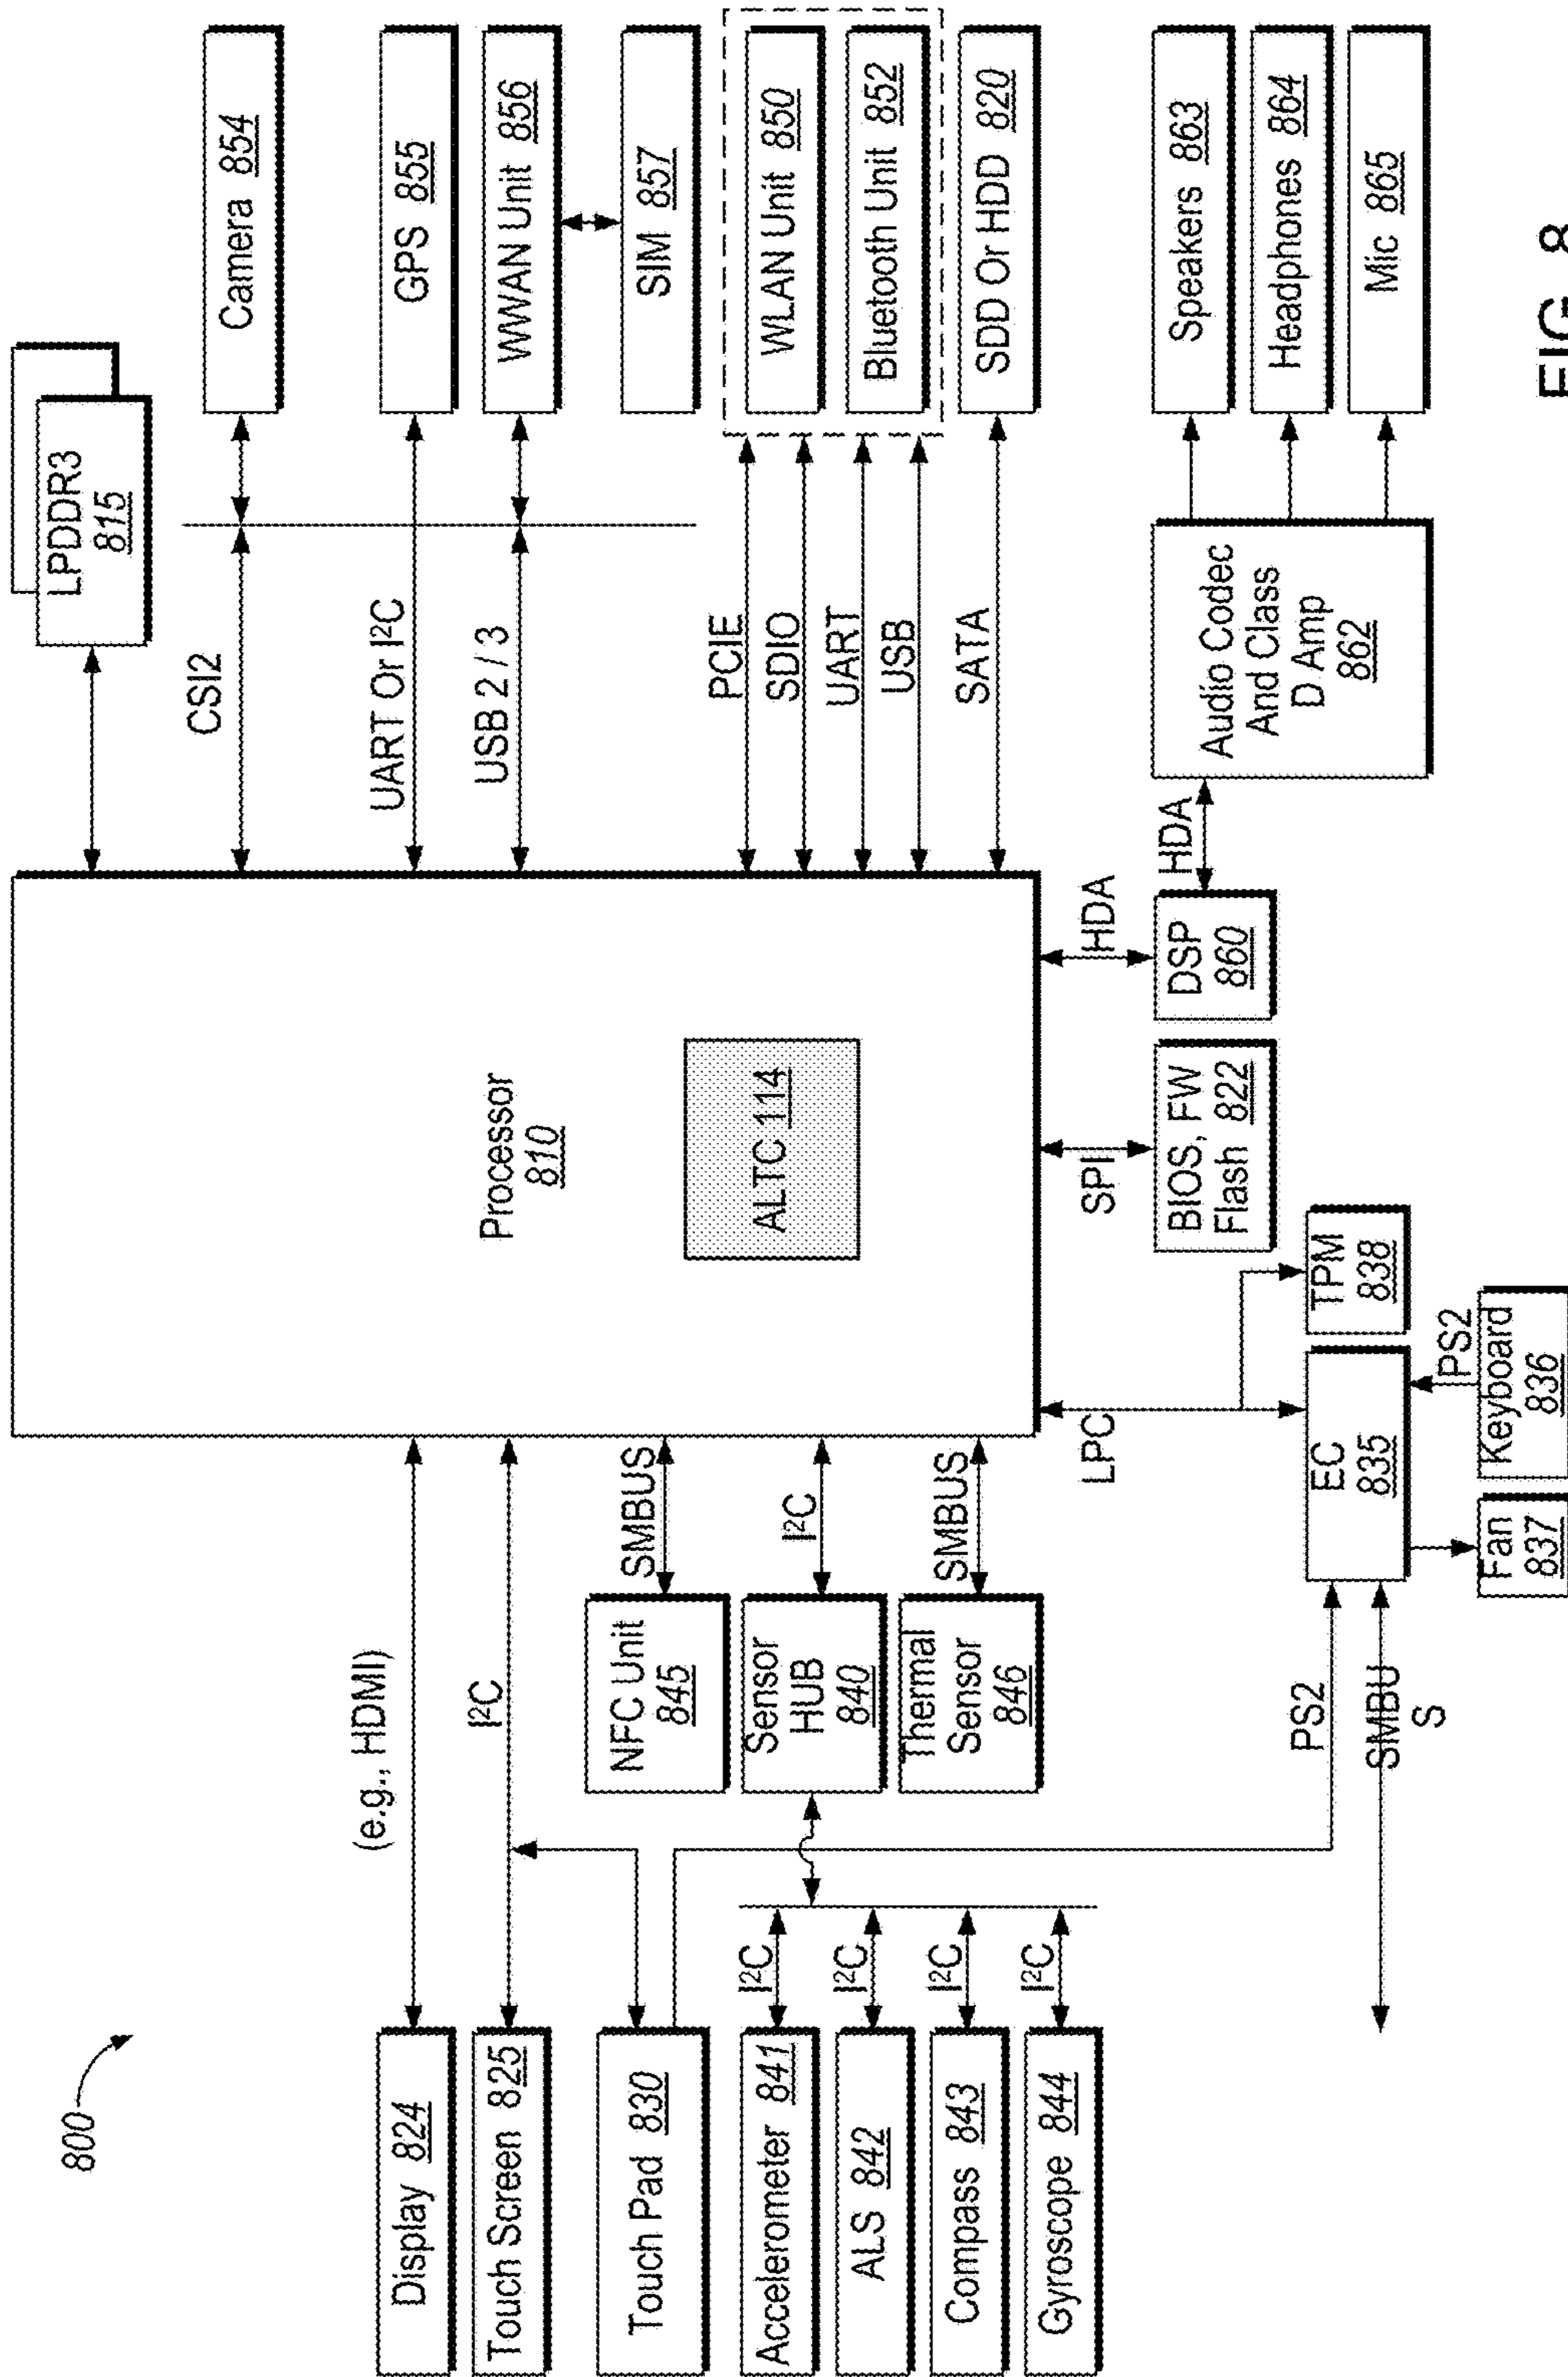 800
LPDDR3
815
Display 824
(e.g., HDMI)
CSI2
Camera 854
Touch Screen 825
I²C
UART Or I²C
GPS 855
Processor
810
USB 2 / 3
WWAN Unit 856
Touch Pad 830
NFC Unit
845
SMBUS
SIM 857
Accelerometer 841
I²C
Sensor
HUB
840
I²C
ALTC 114
PCIE
SDIO
UART
USB
WLAN Unit 850
Bluetooth Unit 852
ALS 842
I²C
Compass 843
I²C
Thermal
Sensor
846
SMBUS
SATA
SDD Or HDD 820
Gyroscope 844
I²C
LPC
SPI
HDA
HDA
BIOS, FW
Flash 822
DSP
860
Audio Codec
And Class
D Amp
862
Speakers 863
Headphones 864
Mic 865
PS2
SMBU
S
EC
835
TPM
838
PS2
Fan
837
Keyboard
836
FIG. 8